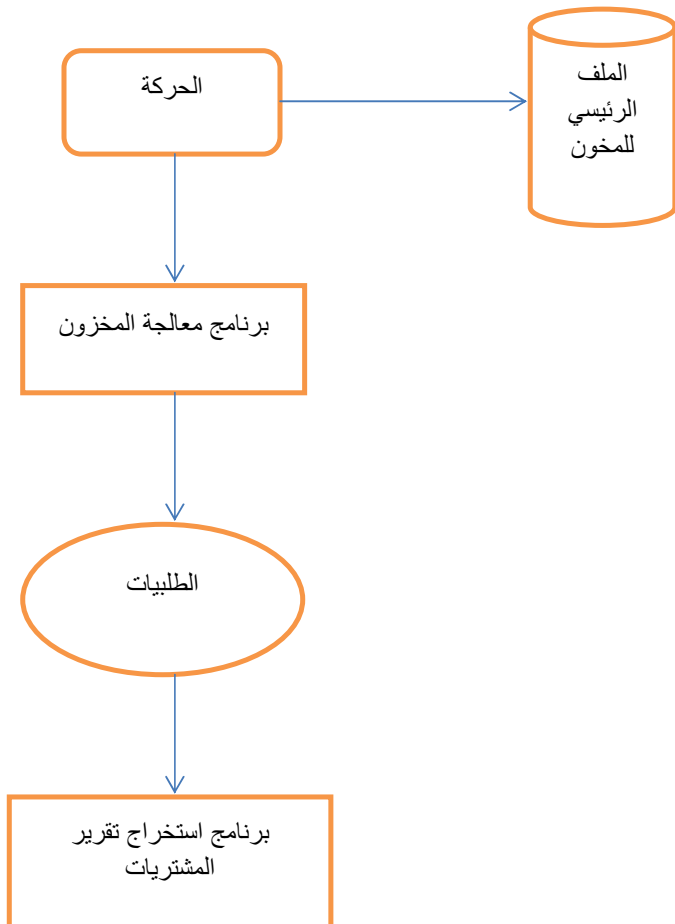 الحركة
الملف
الرئيسي
للمخون
برنامج معالجة المخزون
الطلبيات
برنامج استخراج تقرير
المشتريات